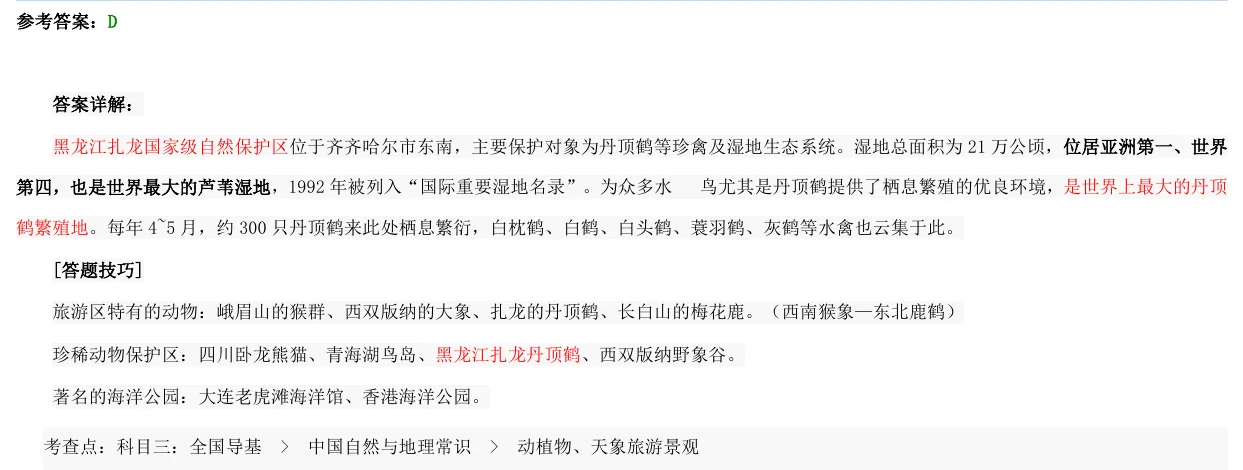 参考答案：D
答案详解：
黑龙江扎龙国家级自然保护区位于齐齐哈尔市东南，主要保护对象为丹顶鹤等珍禽及湿地生态系统。湿地总面积为 21 万公顷，位居亚洲第一、世界
第四，也是世界最大的芦苇湿地，1992 年被列入“国际重要湿地名录”。为众多水 鸟尤其是丹顶鹤提供了栖息繁殖的优良环境，是世界上最大的丹顶
鹤繁殖地。每年 4~5 月，约 300 只丹顶鹤来此处栖息繁衍，白枕鹤、白鹤、白头鹤、蓑羽鹤、灰鹤等水禽也云集于此。
[答题技巧]
旅游区特有的动物：峨眉山的猴群、西双版纳的大象、扎龙的丹顶鹤、长白山的梅花鹿。（西南猴象—东北鹿鹤）
珍稀动物保护区：四川卧龙熊猫、青海湖鸟岛、黑龙江扎龙丹顶鹤、西双版纳野象谷。
著名的海洋公园：大连老虎滩海洋馆、香港海洋公园。
考查点：科目三：全国导基 > 中国自然与地理常识 > 动植物、天象旅游景观